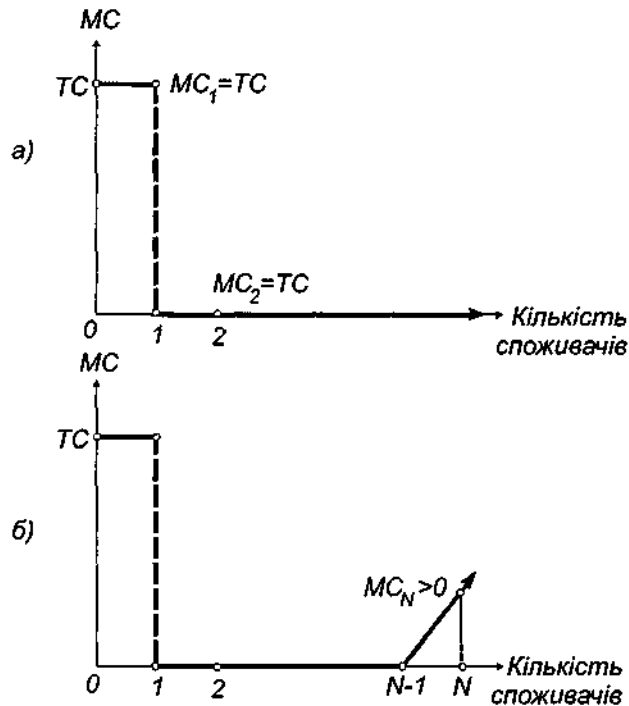 MC
TC
MC₁=TC
а)
MC₂=TC
0
1
2
Кількість
споживачів
MC
TC
б)
MC_N>0
0
1
2
N-1
N
Кількість
споживачів